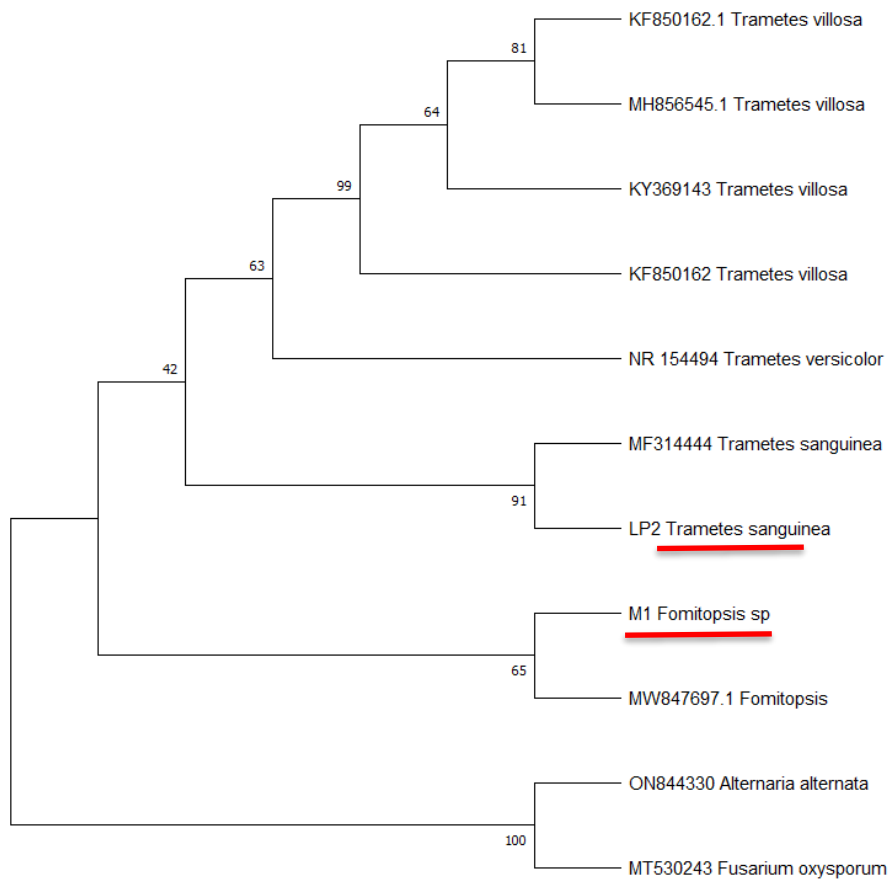 KF850162.1 Trametes villosa
81
MH856545.1 Trametes villosa
64
KY369143 Trametes villosa
99
KF850162 Trametes villosa
63
NR 154494 Trametes versicolor
42
MF314444 Trametes sanguinea
91
LP2 Trametes sanguinea
M1 Fomitopsis sp
65
MW847697.1 Fomitopsis
ON844330 Alternaria alternata
100
MT530243 Fusarium oxysporum